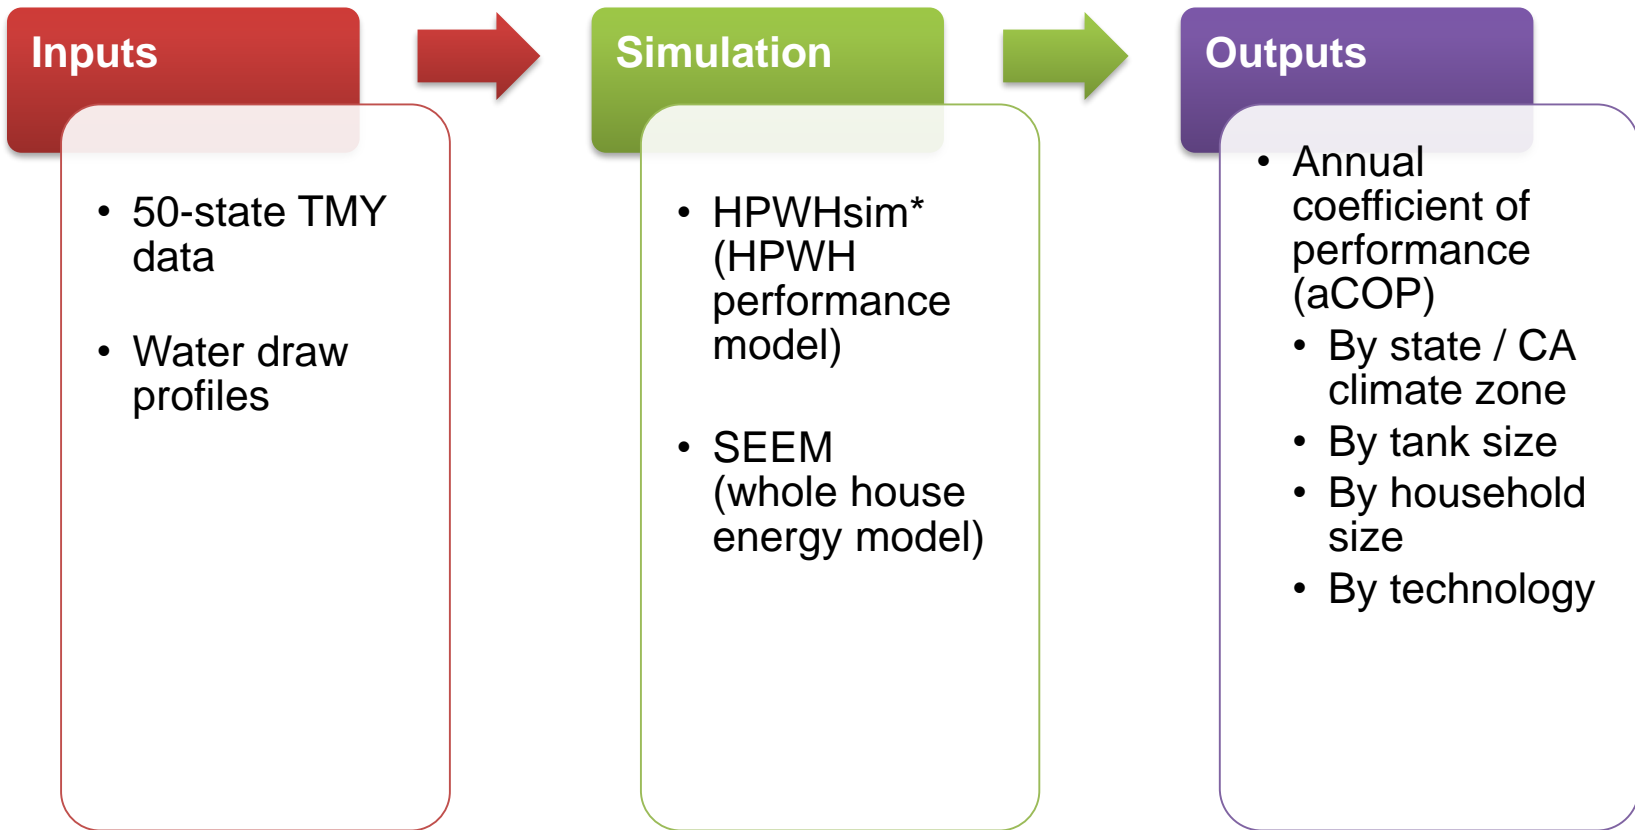 Inputs
• 50-state TMY
data
• Water draw
profiles
Simulation
• HPWHsim*
(HPWH
performance
model)
• SEEM
(whole house
energy model)
Outputs
• Annual
coefficient of
performance
(aCOP)
• By state / CA
climate zone
• By tank size
• By household
size
• By technology